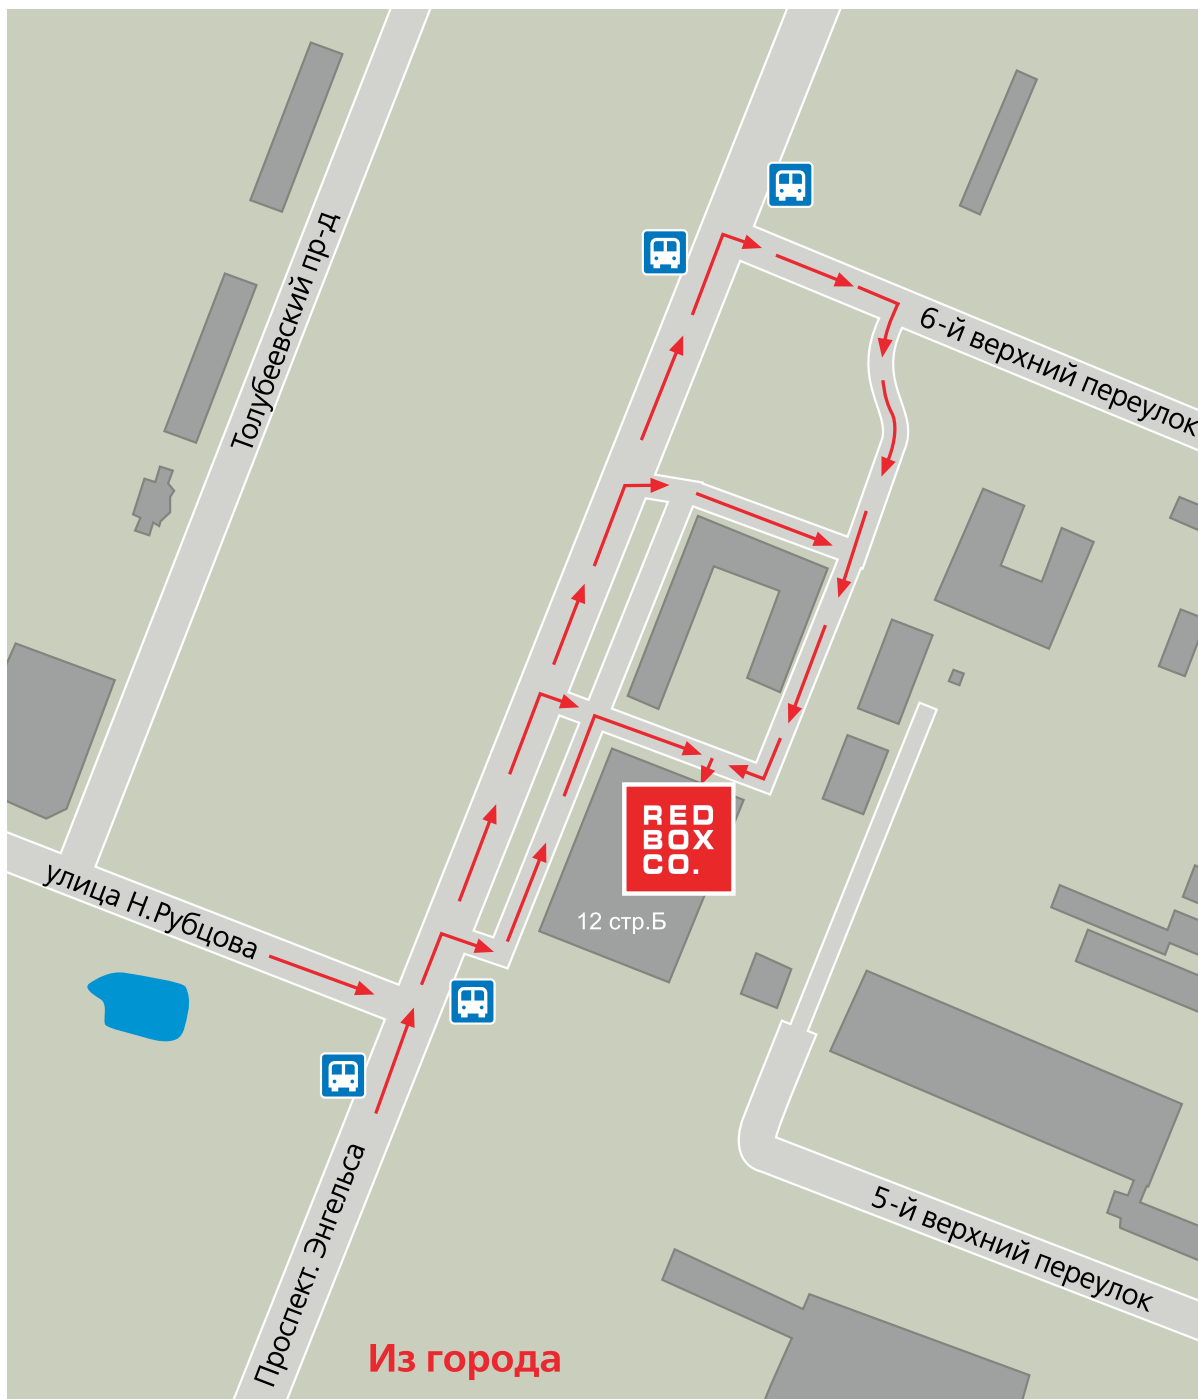 Толубеевский пр-д
6-й верхний переулок
RED
BOX
CO.
12 стр.Б
улица Н.Рубцова
Проспект. Энгельса
5-й верхний переулок
Из города